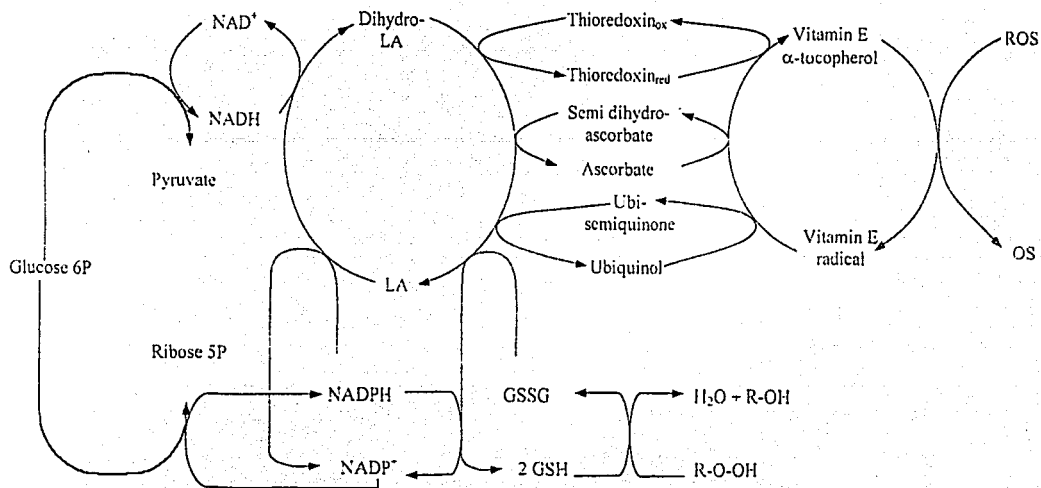 NAD⁺
Dihydro-
LA
Thioredoxinox
Vitamin E
α-tocopherol
ROS
Thioredoxinred
NADH
Semi dihydro-
ascorbate
Pyruvate
Ascorbate
Ubi-
semiquinone
Vitamin E
radical
Glucose 6P
Ubiquinol
OS
LA
Ribose 5P
NADPH
GSSG
H₂O + R-OH
NADP⁺
2 GSH
R-O-OH